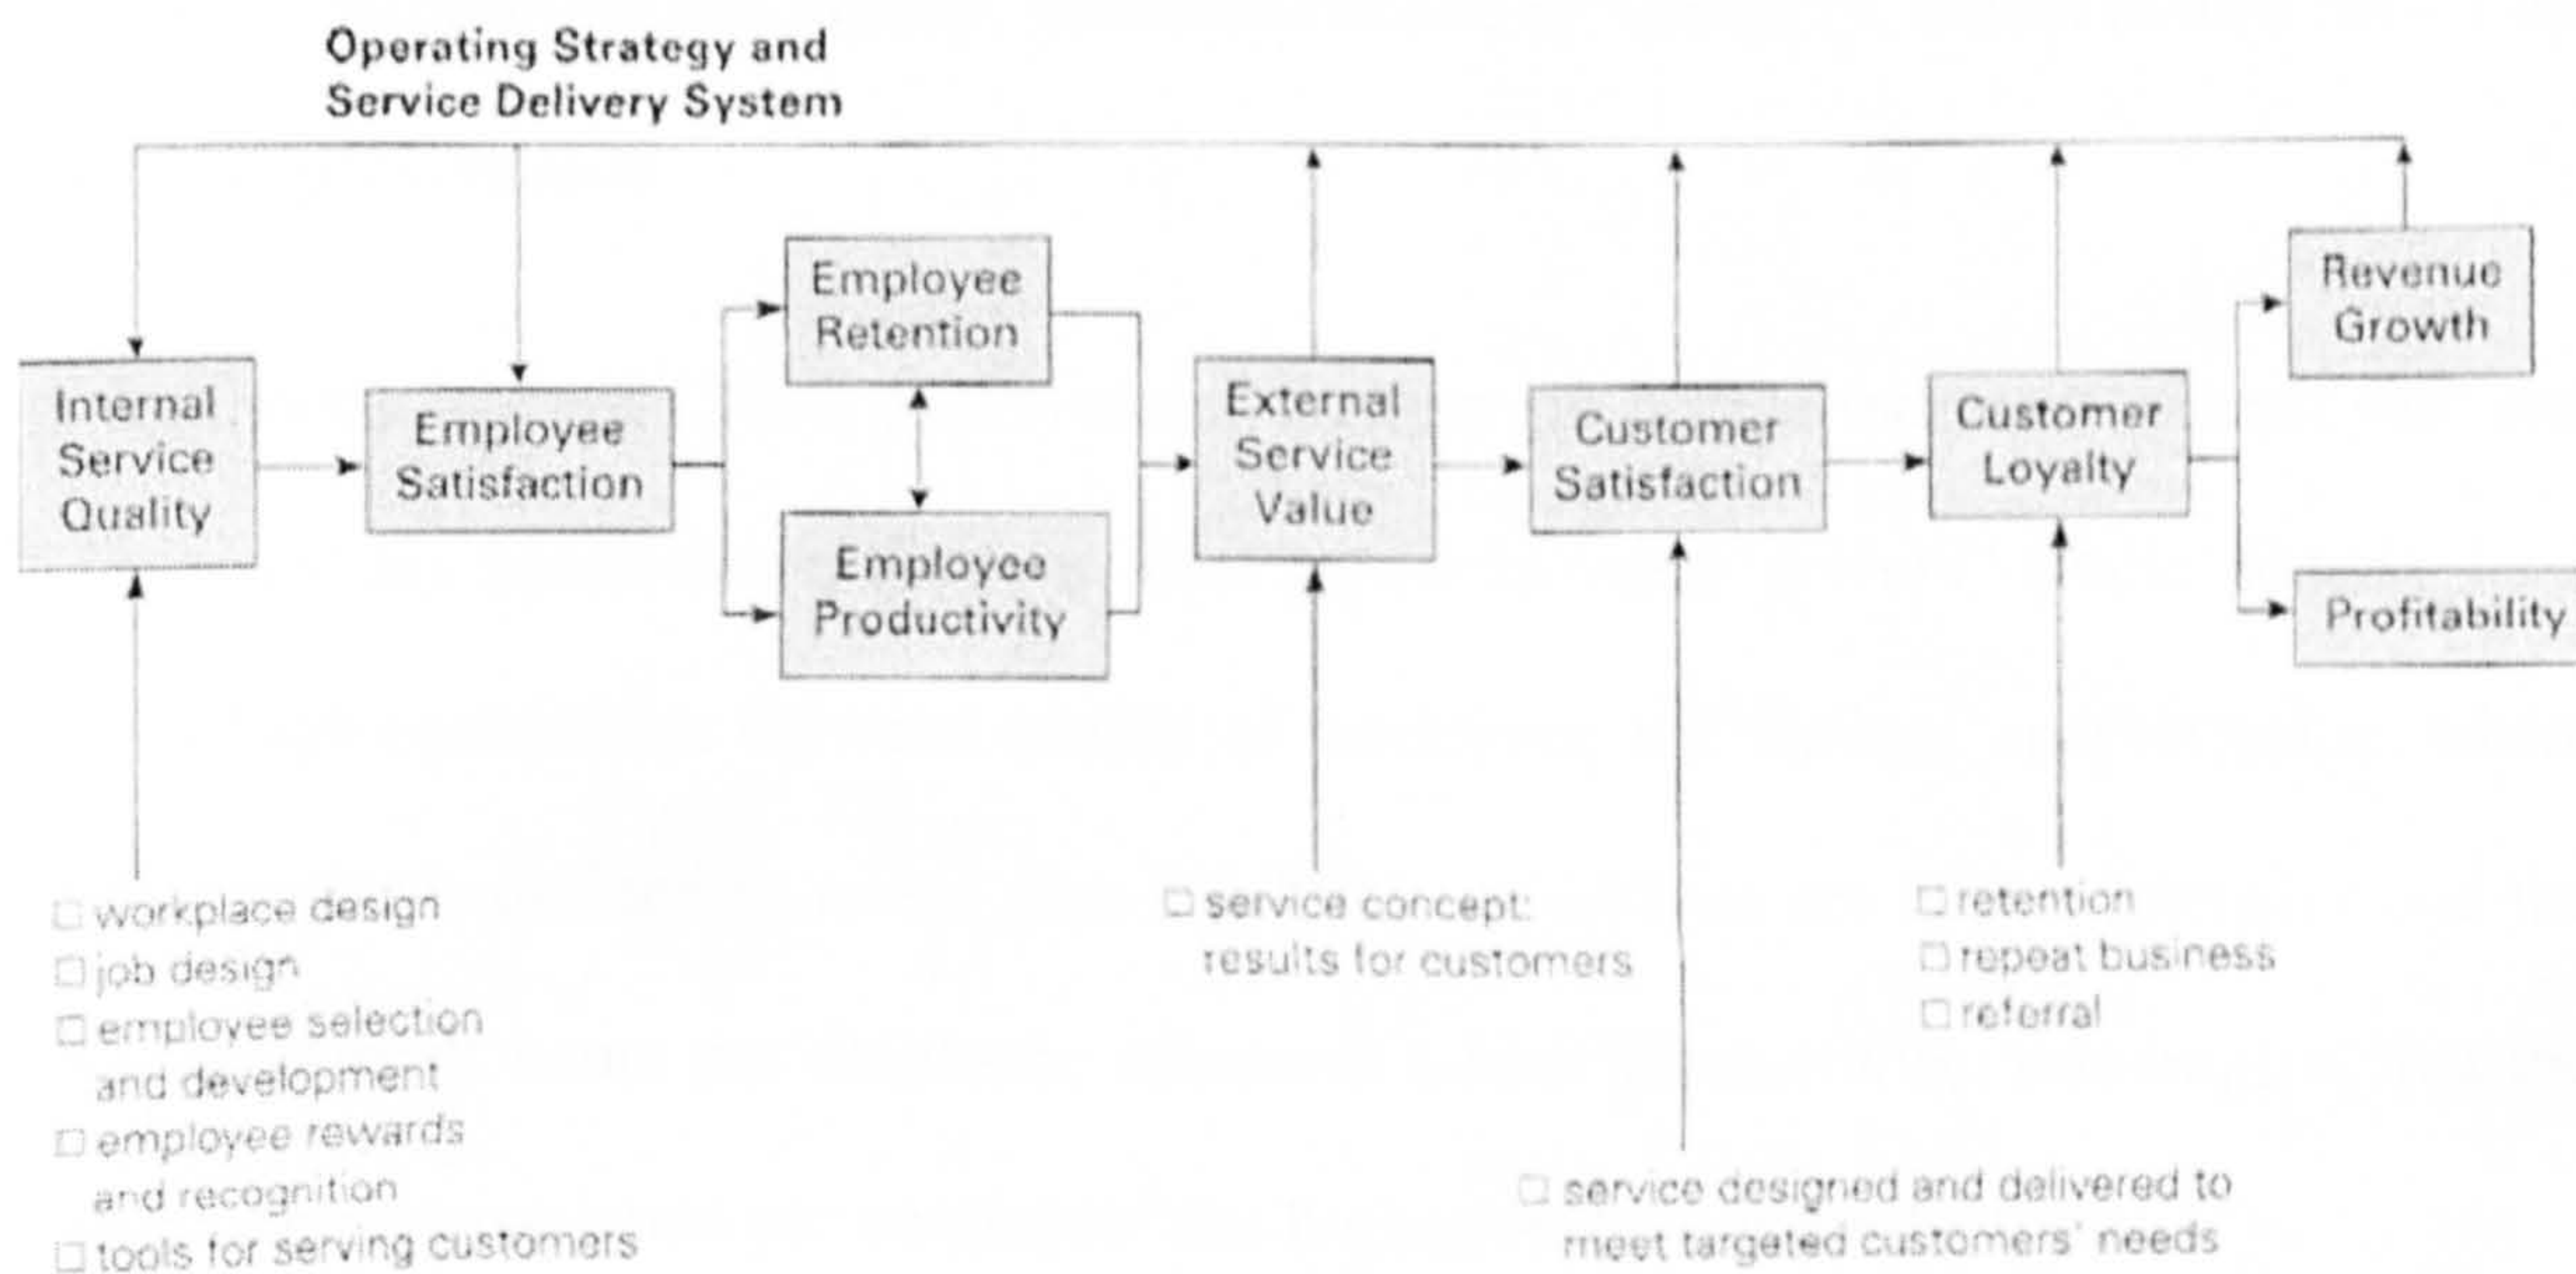 Operating Strategy and
Service Delivery System
Internal
Service
Quality
Employee
Satisfaction
Employee
Retention
Employee
Productivity
External
Service
Value
Customer
Satisfaction
Customer
Loyalty
Revenue
Growth
Profitability
□ workplace design
□ job design
□ employee selection
and development
□ employee rewards
and recognition
□ tools for serving customers
□ service concept:
results for customers
□ service designed and delivered to
meet targeted customers' needs
□ retention
□ repeat business
□ referral